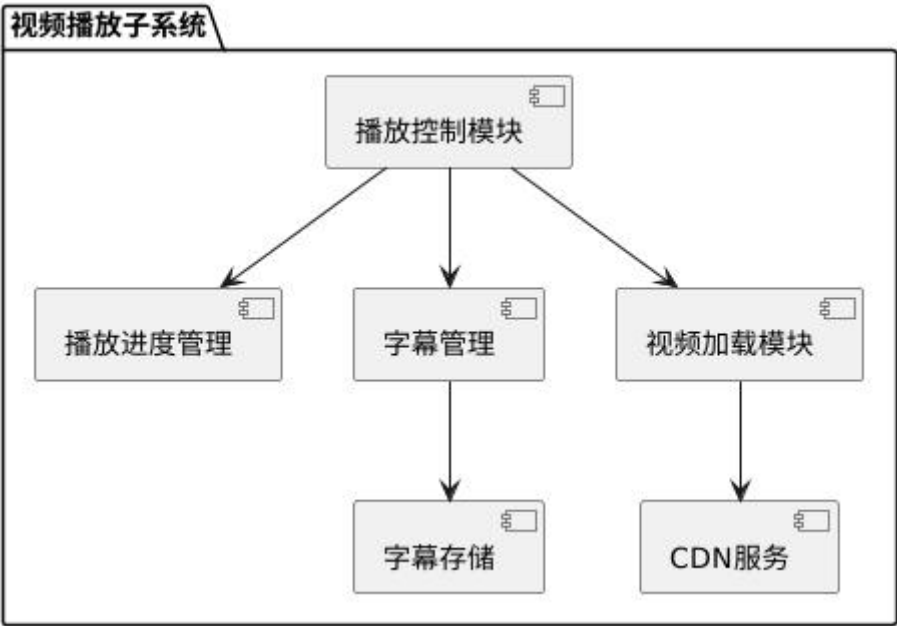 视频播放子系统
播放控制模块
播放进度管理
字幕管理
视频加载模块
字幕存储
CDN服务